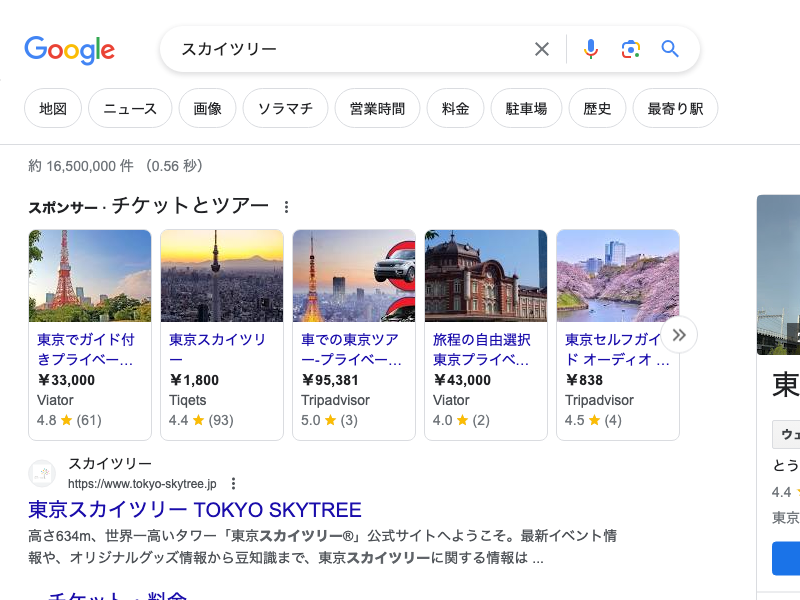 Google
スカイツリー
地図
ニュース
画像
ソラマチ
営業時間
料金
駐車場
歴史
最寄り駅
約 16,500,000 件 （0.56 秒）
スポンサー · チケットとツアー
東京でガイド付
きプライベー…
￥33,000
Viator
4.8 ★ (61)
東京スカイツリ
ー
￥1,800
Tiqets
4.4 ★ (93)
車での東京ツア
ー-プライベー…
￥95,381
Tripadvisor
5.0 ★ (3)
旅程の自由選択
東京プライベ…
￥43,000
Viator
4.0 ★ (2)
東京セルフガイ
ド オーディオ …
￥838
Tripadvisor
4.5 ★ (4)
スカイツリー
https://www.tokyo-skytree.jp
東京スカイツリー TOKYO SKYTREE
高さ634m、世界一高いタワー「東京スカイツリー®」公式サイトへようこそ。最新イベント情
報や、オリジナルグッズ情報から豆知識まで、東京スカイツリーに関する情報は ...
チケット・料金
東
ウェ
とう
4.4
東京